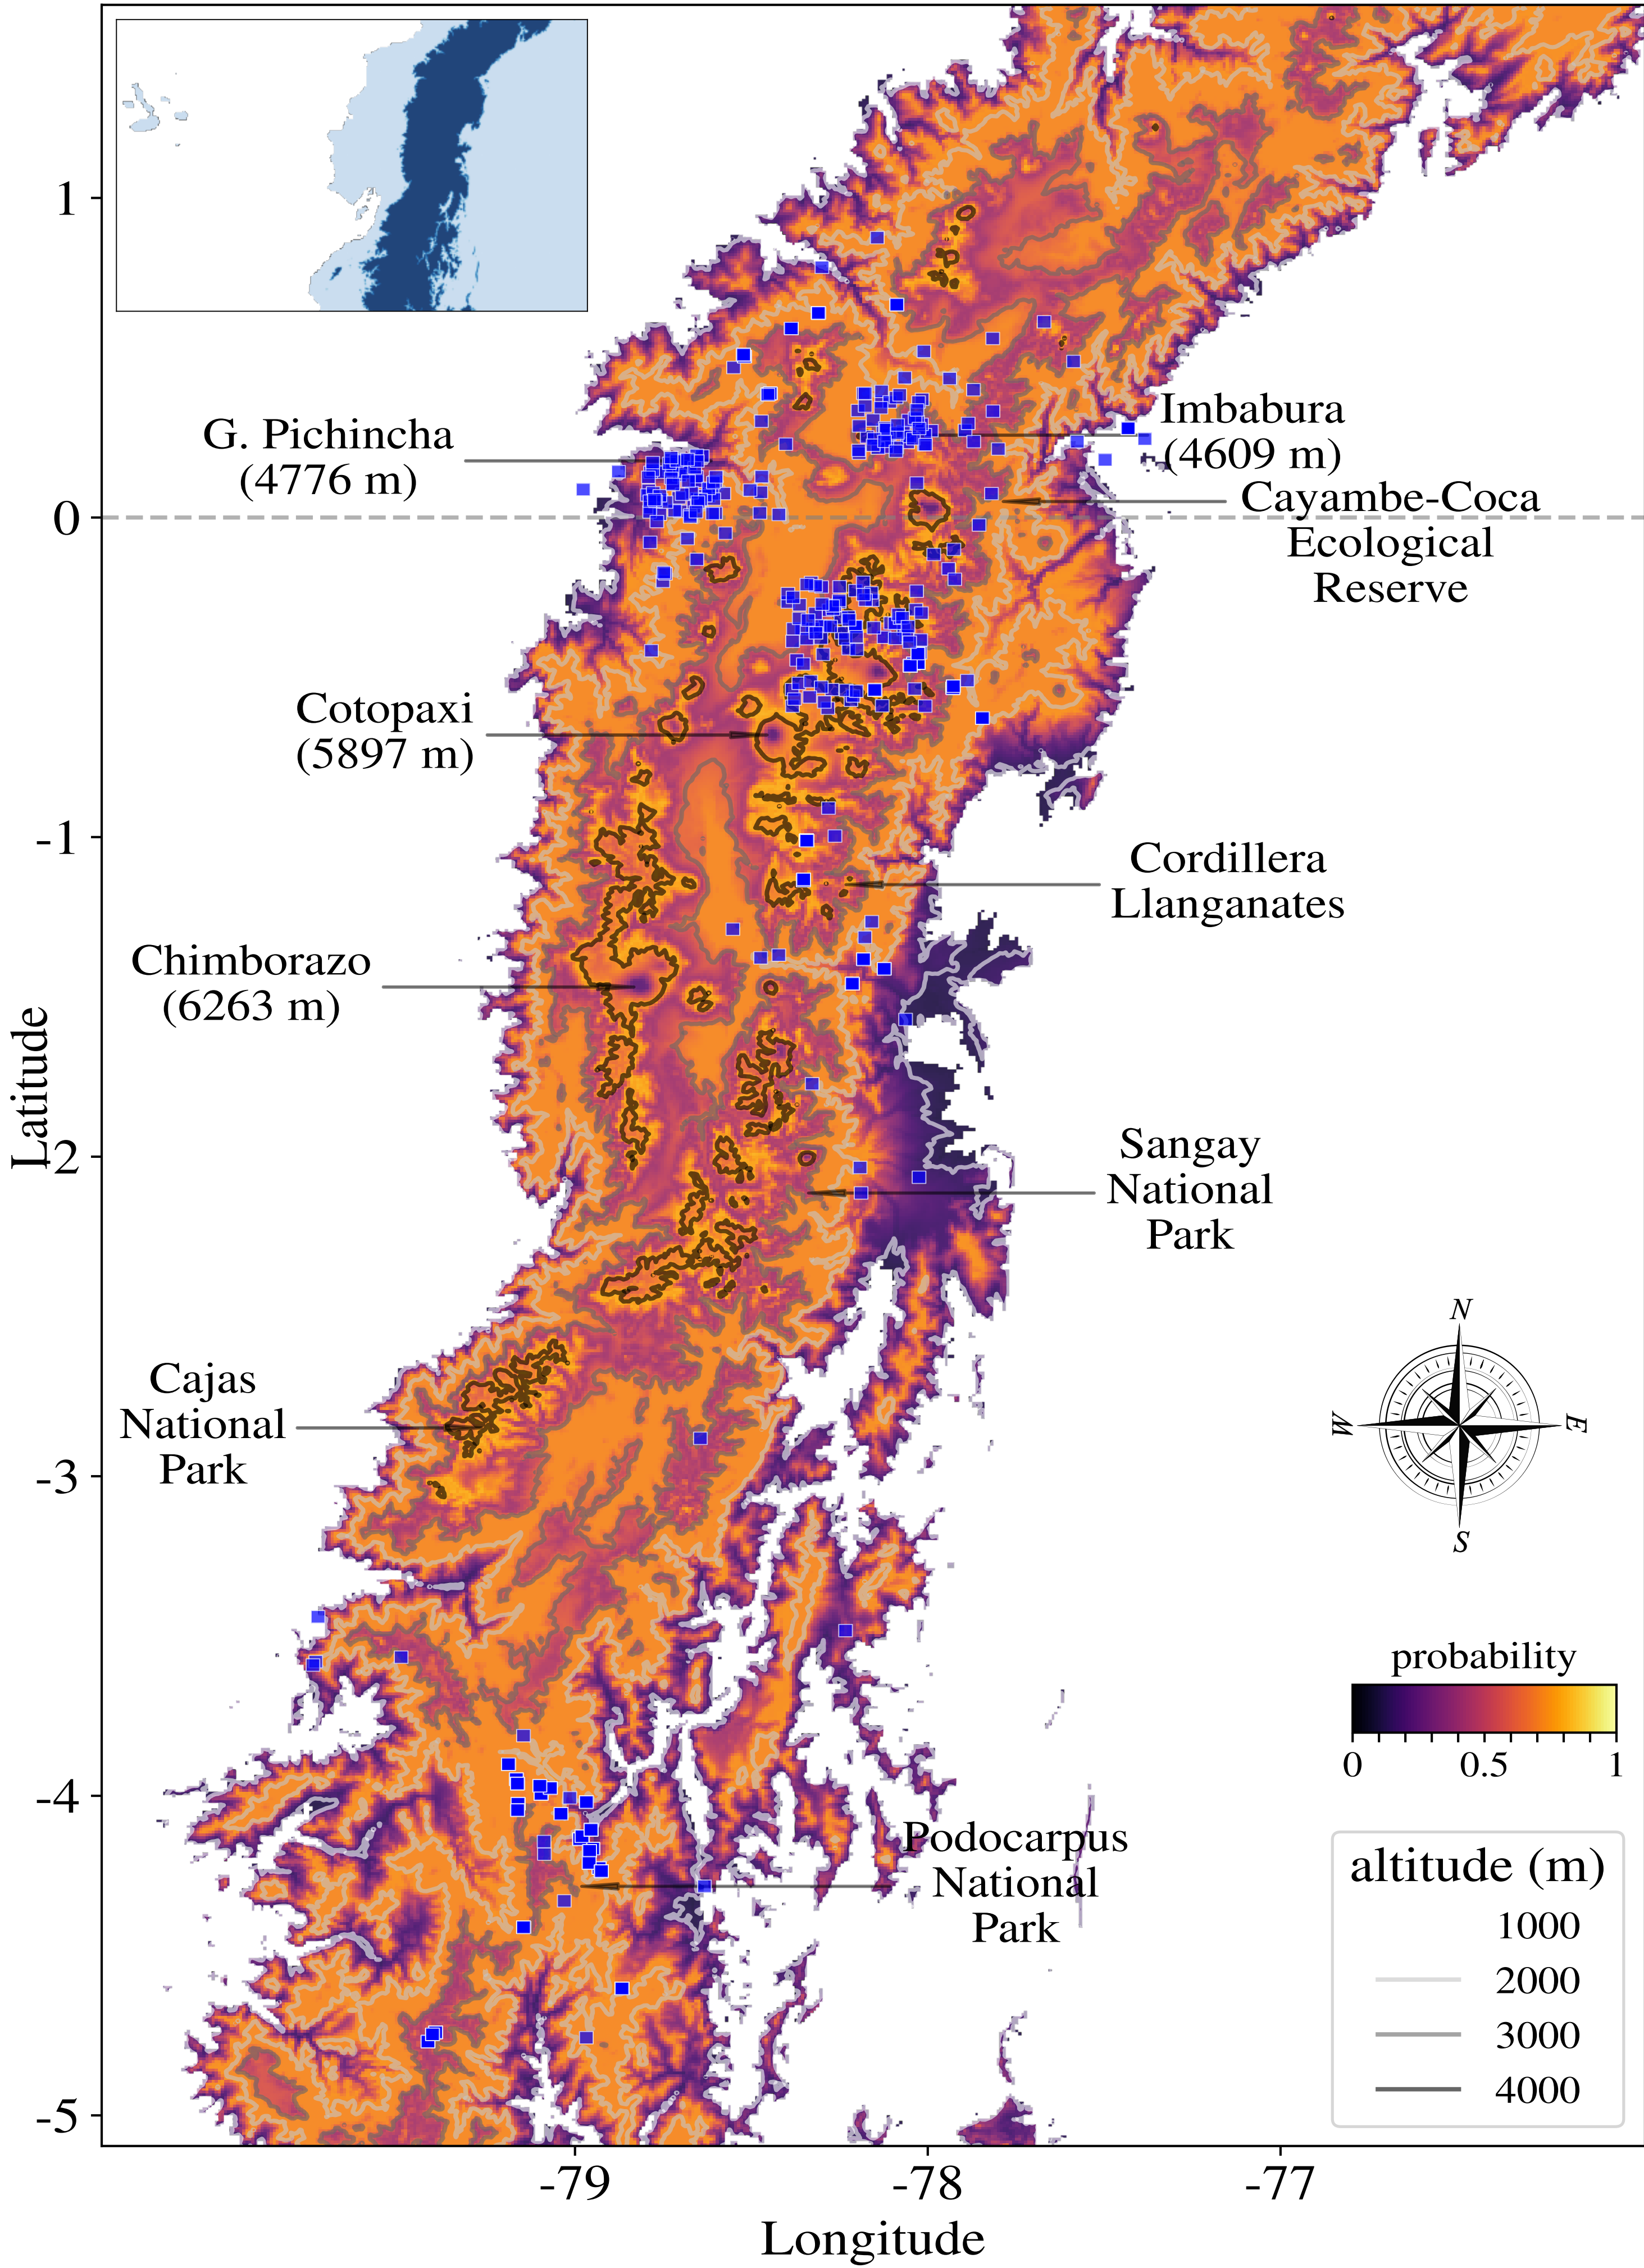 1
0
-1
-2
-3
-4
-5
Latitude
-79
-78
-77
Longitude
G. Pichincha
(4776 m)
Imbabura
(4609 m)
Cayambe-Coca
Ecological
Reserve
Cotopaxi
(5897 m)
Cordillera
Llanganates
Chimborazo
(6263 m)
Sangay
National
Park
Cajas
National
Park
Podocarpus
National
Park
N
W
E
S
probability
0 0.5 1
altitude (m)
1000
2000
3000
4000